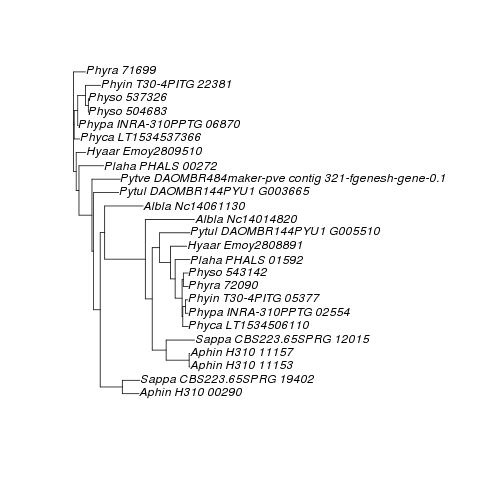 Phyra 71699
Phyin T30-4PITG 22381
Physo 537326
Physo 504683
Phypa INRA-310PPTG 06870
Phyca LT1534537366
Hyaar Emoy2809510
Plaha PHALS 00272
Pytve DAOMBR484maker-pve contig 321-fgenesh-gene-0.1
Pytul DAOMBR144PYU1 G003665
Albla Nc14061130
Albla Nc14014820
Pytul DAOMBR144PYU1 G005510
Hyaar Emoy2808891
Plaha PHALS 01592
Physo 543142
Phyra 72090
Phyin T30-4PITG 05377
Phypa INRA-310PPTG 02554
Phyca LT1534506110
Sappa CBS223.65SPRG 12015
Aphin H310 11157
Aphin H310 11153
Sappa CBS223.65SPRG 19402
Aphin H310 00290